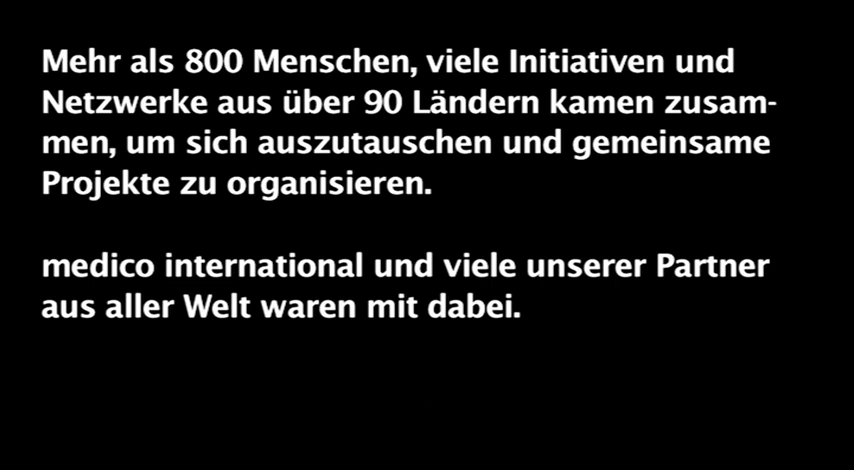 Mehr als 800 Menschen, viele Initiativen und
Netzwerke aus über 90 Ländern kamen zusam-
men, um sich auszutauschen und gemeinsame
Projekte zu organisieren.
medico international und viele unserer Partner
aus aller Welt waren mit dabei.